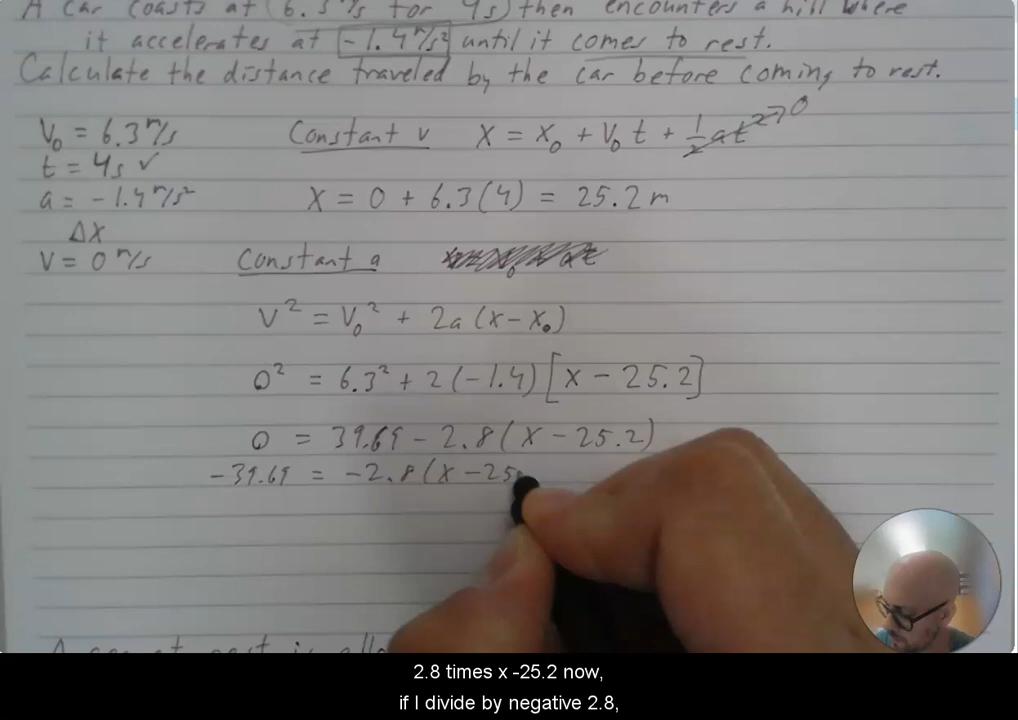 A car coasts at 6.3 m/s for 4s then encounters a hill where
it accelerates at -1.4 m/s² until it comes to rest.
Calculate the distance traveled by the car before coming to rest.
V₀ = 6.3 m/s Constant v X = X₀ + V₀ t + ½at² → 0
t = 4s ✓
a = -1.4 m/s² X = 0 + 6.3(4) = 25.2 m
ΔX
V = 0 m/s Constant a
V² = V₀² + 2a (X - X₀)
0² = 6.3² + 2(-1.4)[X - 25.2]
0 = 39.69 - 2.8(X - 25.2)
-39.69 = -2.8(X - 25
2.8 times x -25.2 now,
if I divide by negative 2.8,